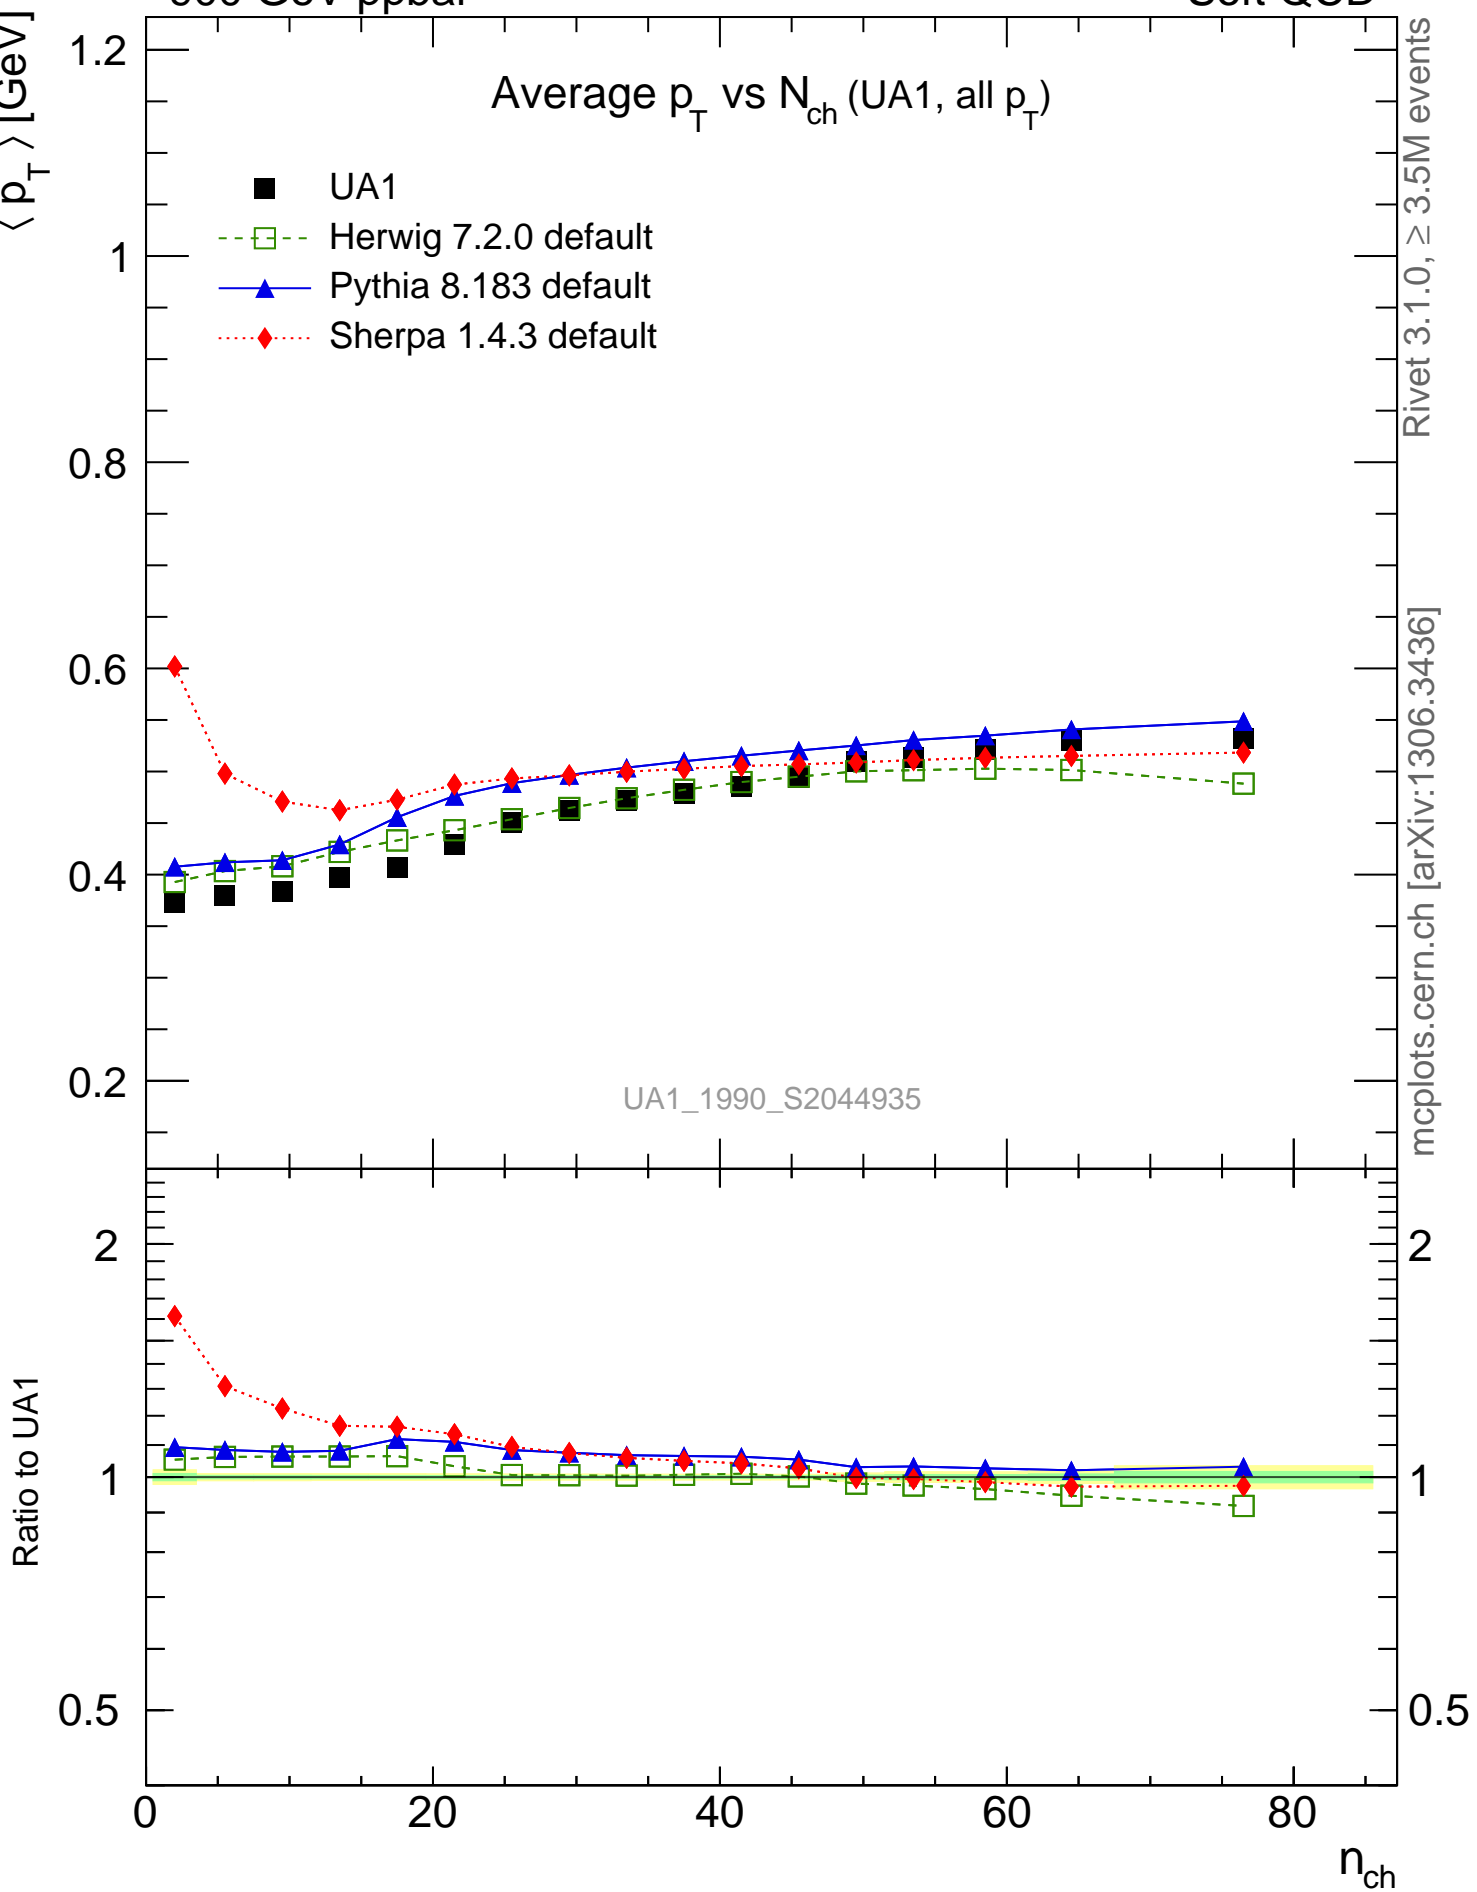 ⟨ p_T ⟩ [GeV]
Average p_T vs N_ch (UA1, all p_T)
UA1
Herwig 7.2.0 default
Pythia 8.183 default
Sherpa 1.4.3 default
1.2
1
0.8
0.6
0.4
0.2
UA1_1990_S2044935
Rivet 3.1.0, ≥ 3.5M events
mcplots.cern.ch [arXiv:1306.3436]
Ratio to UA1
2
1
0.5
2
1
0.5
0 20 40 60 80
n_ch